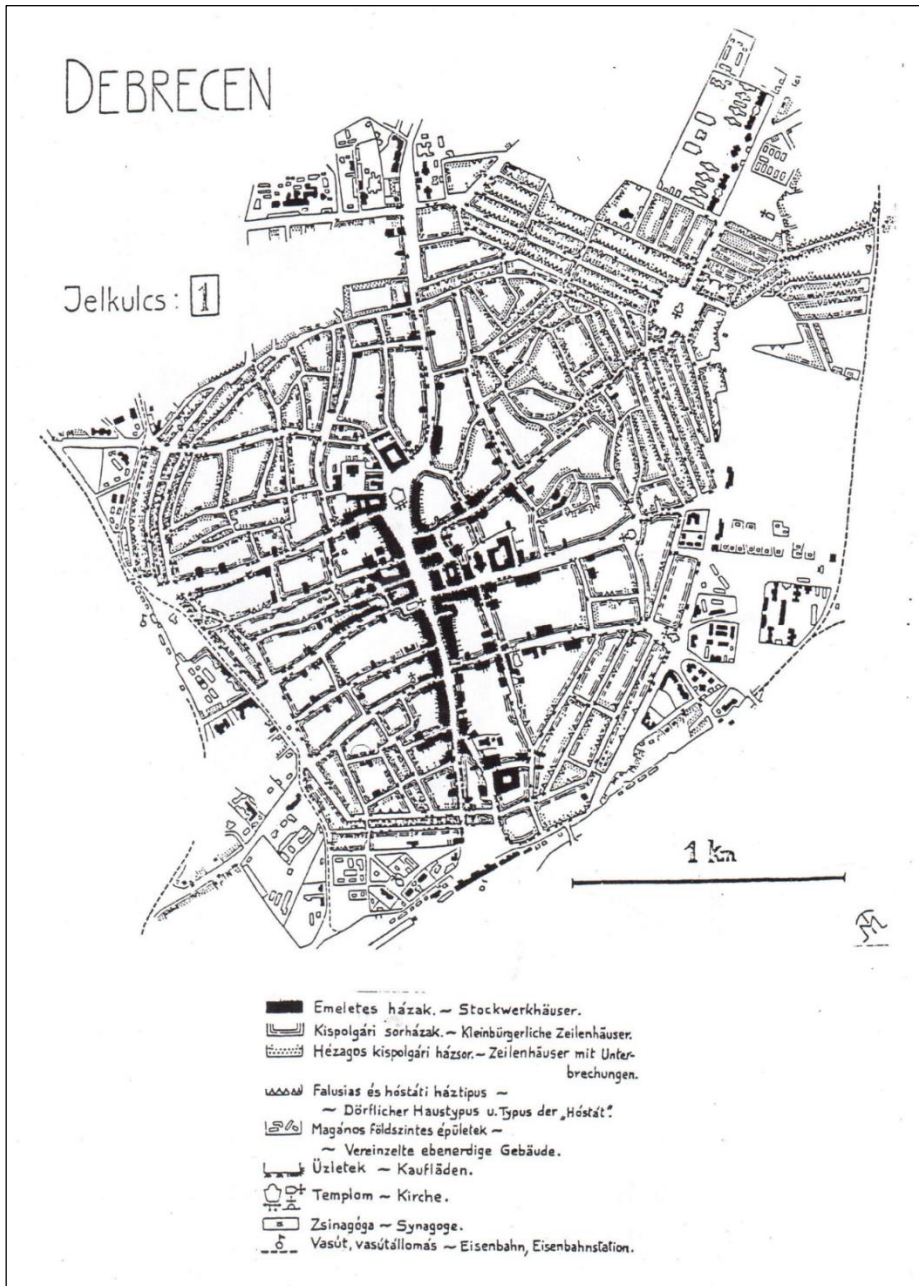 DEBRECEN
Jelkulcs: 1
1 km
Emeletes házak. ~ Stockwerkhäuser.
Kispolgári sorházak. ~ Kleinbürgerliche Zeilenhäuser.
Hézagos kispolgári házsor. ~ Zeilenhäuser mit Unter-
brechungen.
Falusias és hóstáti háztipus ~
~ Dörflicher Haustypus u. Typus der „Hóstát".
Magános földszintes épületek ~
~ Vereinzelte ebenerdige Gebäude.
Üzletek ~ Kaufläden.
Templom ~ Kirche.
Zsinagóga ~ Synagoge.
Vasút, vasútállomás ~ Eisenbahn, Eisenbahnstation.